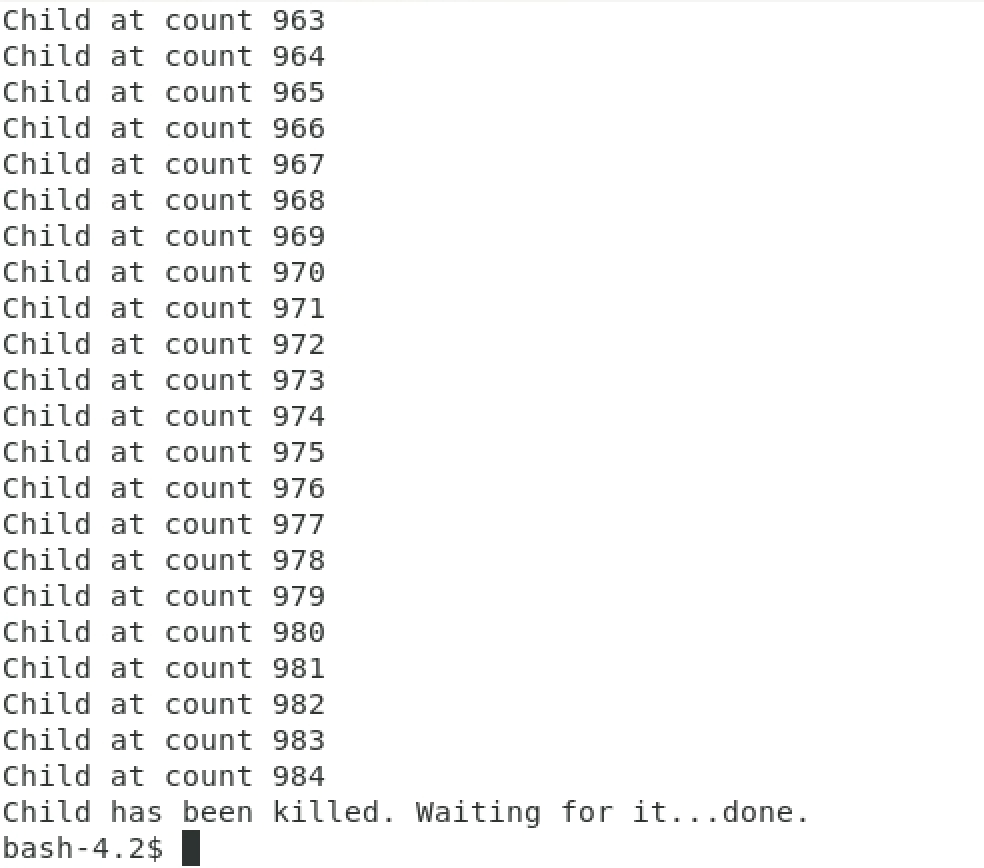 Child at count 963
Child at count 964
Child at count 965
Child at count 966
Child at count 967
Child at count 968
Child at count 969
Child at count 970
Child at count 971
Child at count 972
Child at count 973
Child at count 974
Child at count 975
Child at count 976
Child at count 977
Child at count 978
Child at count 979
Child at count 980
Child at count 981
Child at count 982
Child at count 983
Child at count 984
Child has been killed. Waiting for it...done.
bash-4.2$